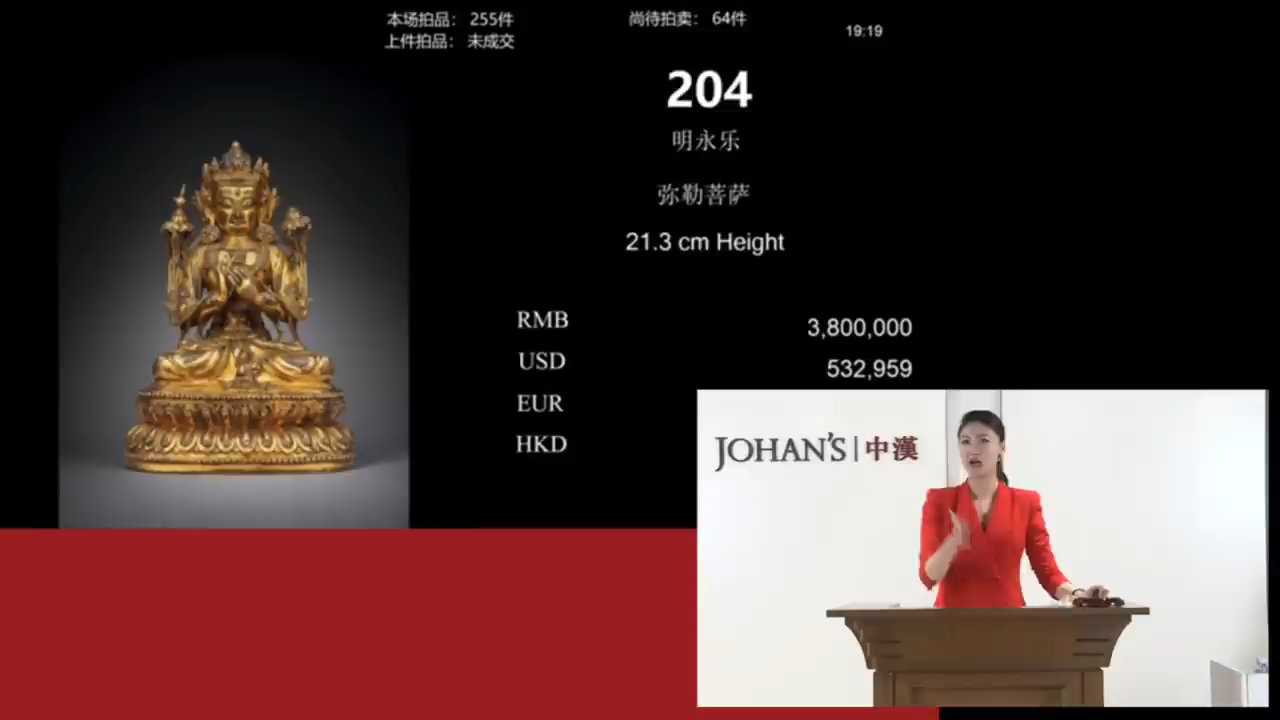 本场拍品： 255件
上件拍品： 未成交
尚待拍卖： 64件
19:19
204
明永乐
弥勒菩萨
21.3 cm Height
RMB 3,800,000
USD 532,959
EUR
HKD
JOHAN'S | 中漢